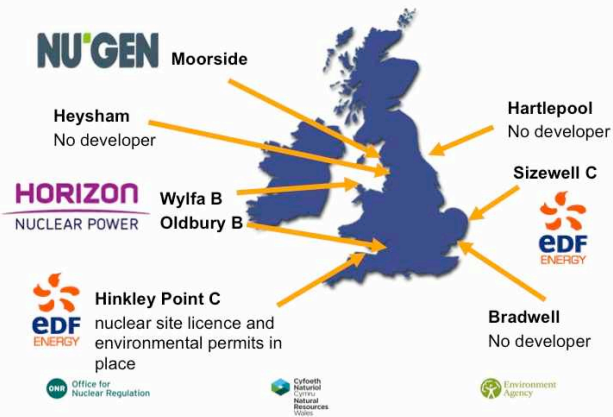 NU'GEN
Moorside
Heysham
No developer
Hartlepool
No developer
Sizewell C
HORIZON
NUCLEAR POWER
Wylfa B
Oldbury B
eDF
ENERGY
eDF
ENERGY
Hinkley Point C
nuclear site licence and
environmental permits in
place
Bradwell
No developer
ONR
Office for
Nuclear Regulation
Cyfoeth
Naturiol
Cymru
Natural
Resources
Wales
Environment
Agency